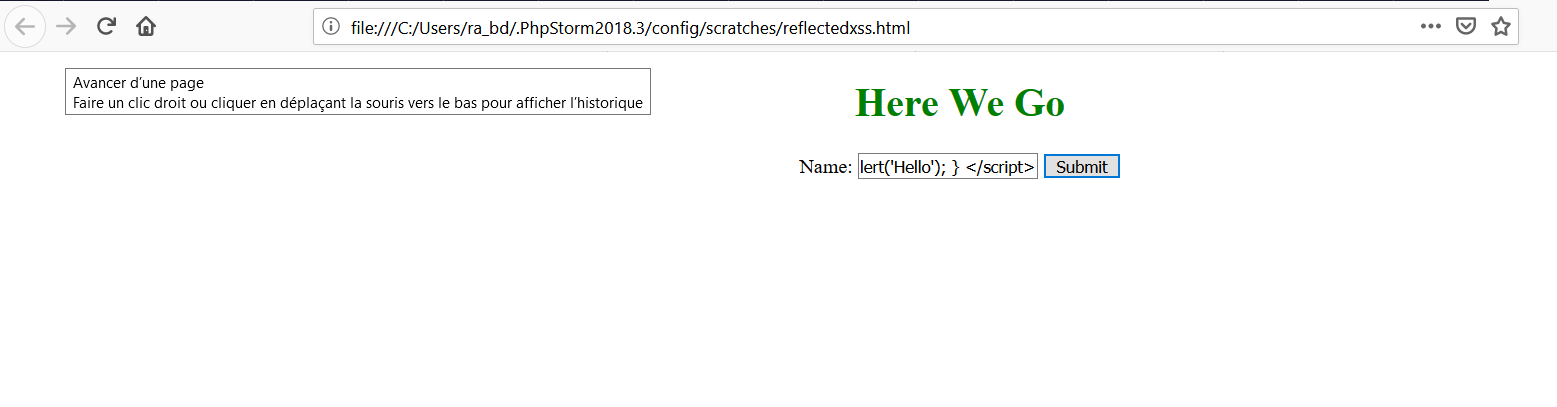 file:///C:/Users/ra_bd/.PhpStorm2018.3/config/scratches/reflectedxss.html
Avancer d’une page
Faire un clic droit ou cliquer en déplaçant la souris vers le bas pour afficher l’historique
Here We Go
Name: lert('Hello'); } </script> Submit